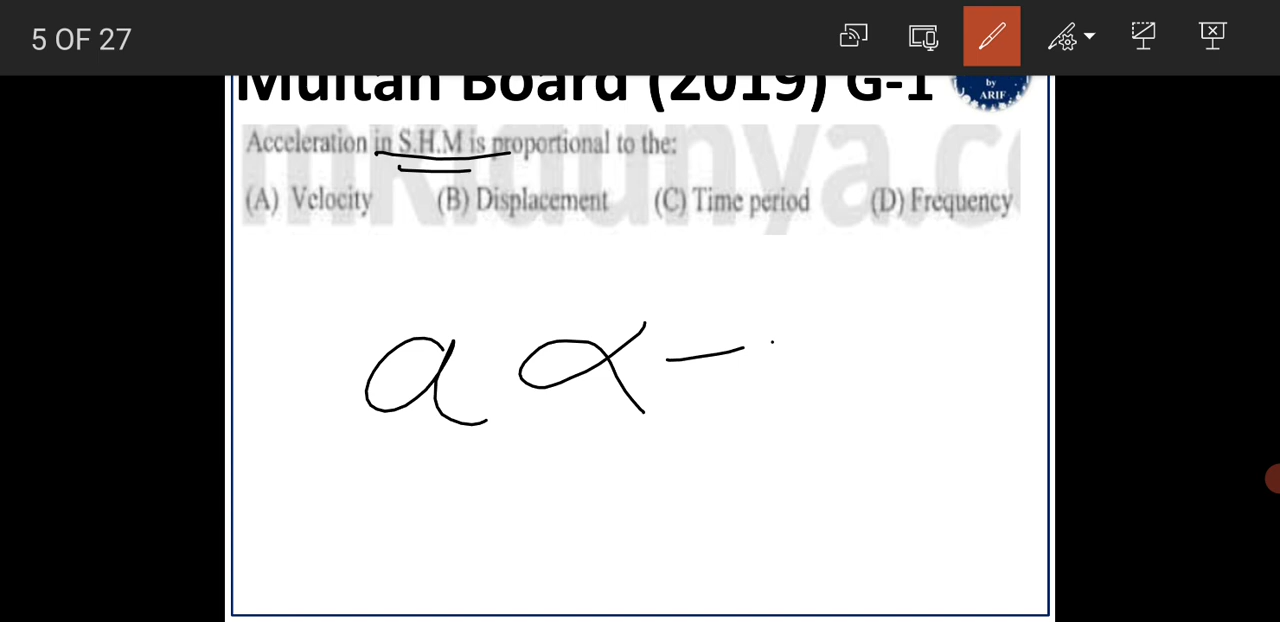 5 OF 27
Multan Board (2019) G-1
by
ARIF
Acceleration in S.H.M is proportional to the:
(A) Velocity (B) Displacement (C) Time period (D) Frequency
a α –